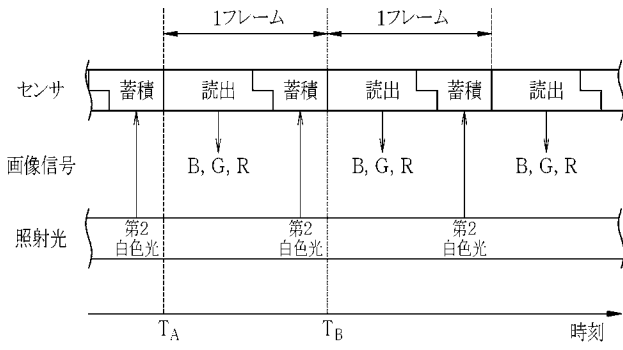 1フレーム 1フレーム
センサ 蓄積 読出 蓄積 読出 蓄積 読出
画像信号 B, G, R B, G, R B, G, R
照射光 第2白色光 第2白色光 第2白色光
T_A T_B 時刻